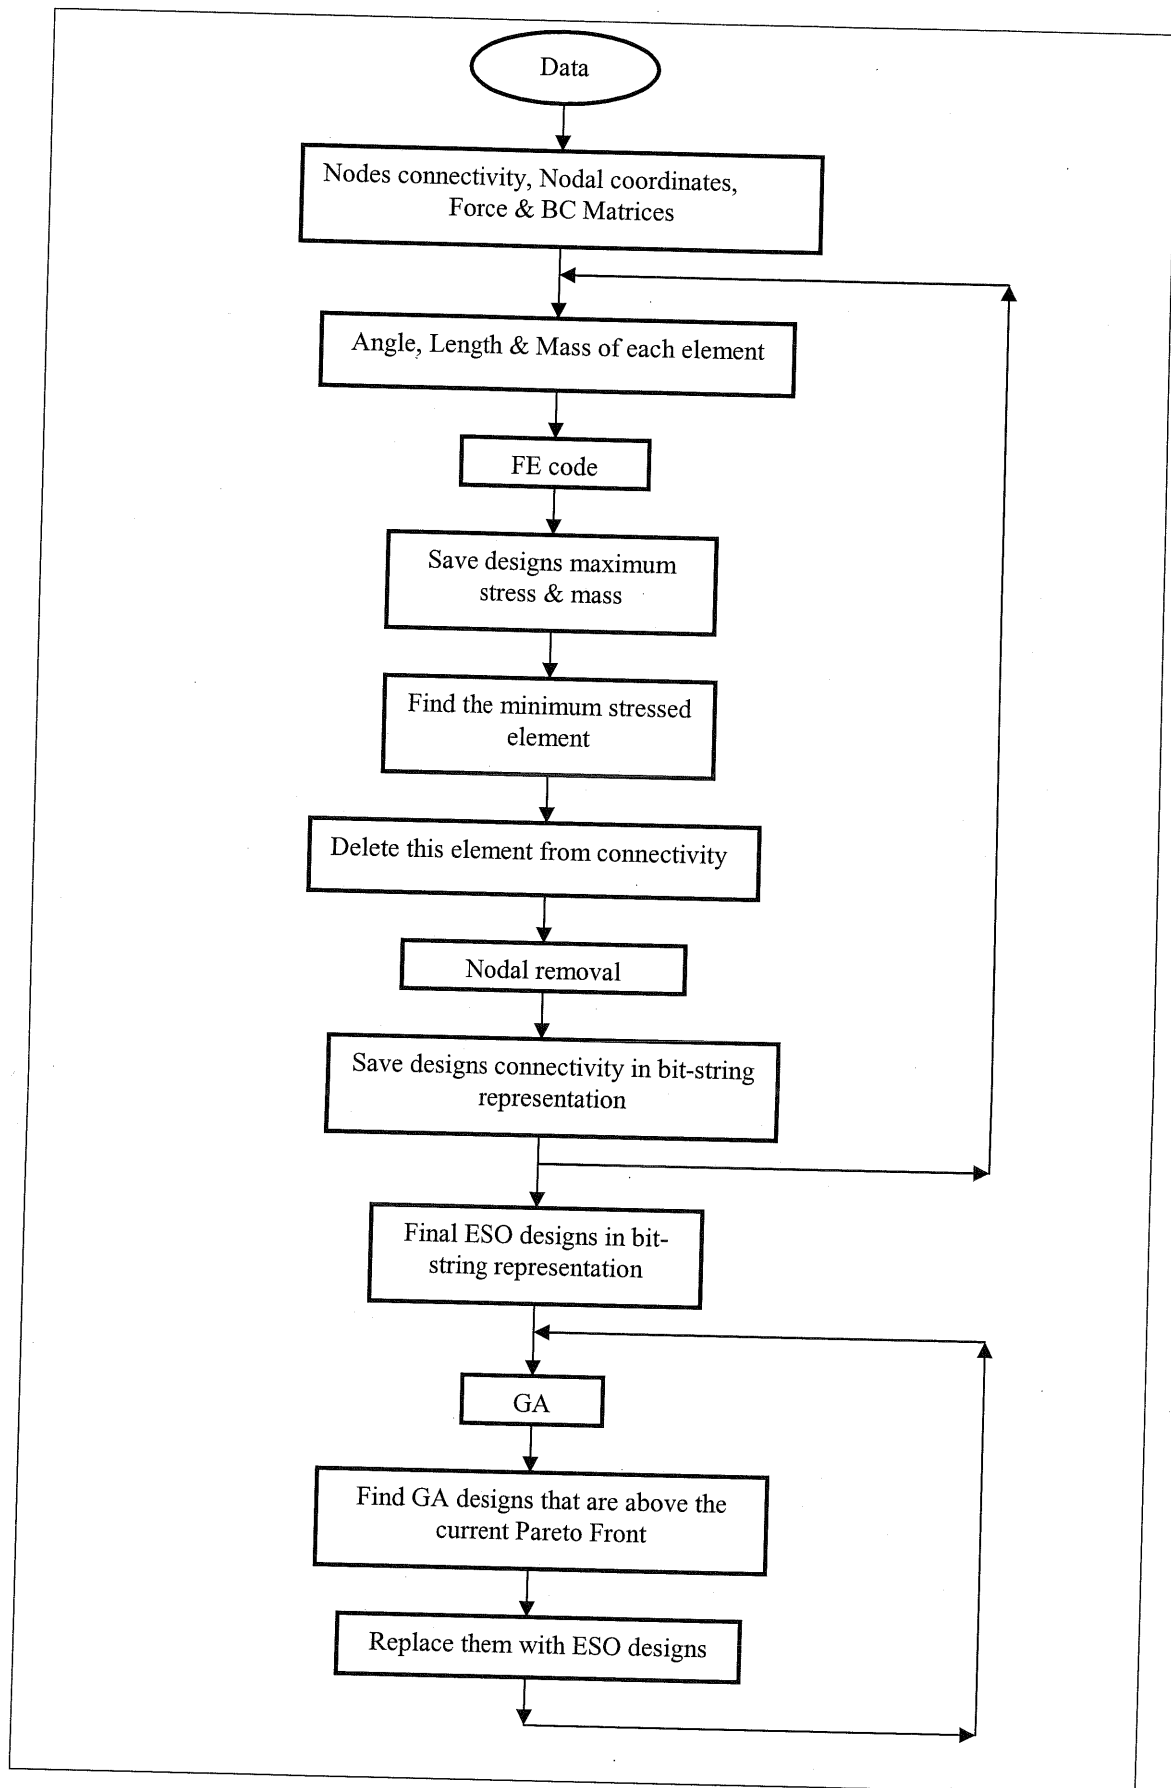 Data
Nodes connectivity, Nodal coordinates,
Force & BC Matrices
Angle, Length & Mass of each element
FE code
Save designs maximum
stress & mass
Find the minimum stressed
element
Delete this element from connectivity
Nodal removal
Save designs connectivity in bit-string
representation
Final ESO designs in bit-
string representation
GA
Find GA designs that are above the
current Pareto Front
Replace them with ESO designs